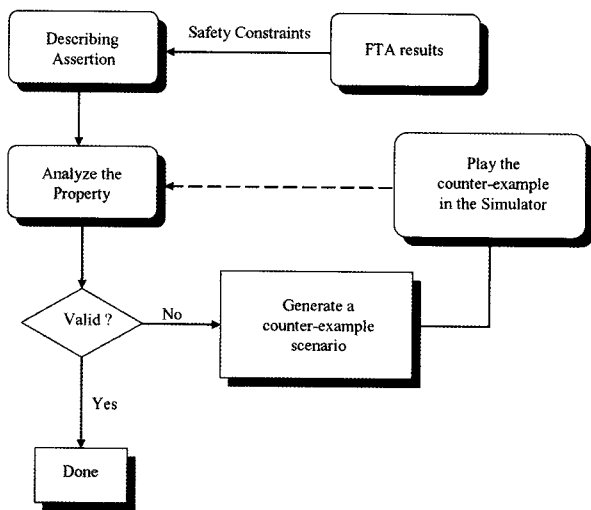 Describing
Assertion
Safety Constraints
FTA results
Analyze the
Property
Play the
counter-example
in the Simulator
Valid ?
No
Generate a
counter-example
scenario
Yes
Done